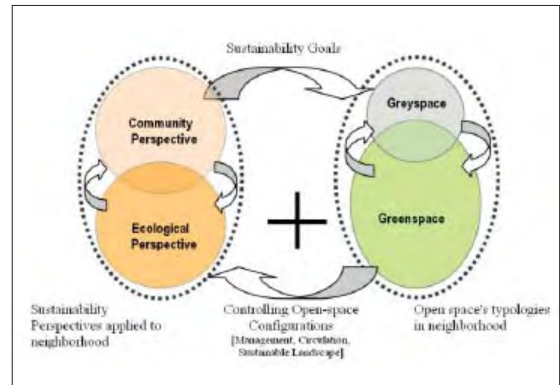 Sustainability Goals
Community
Perspective
Greyspace
Ecological
Perspective
Greenspace
Sustainability
Perspectives applied to
neighborhood
Controlling Open-space
Configurations
[Management, Circulation,
Sustainable Landscape]
Open space's typologies
in neighborhood